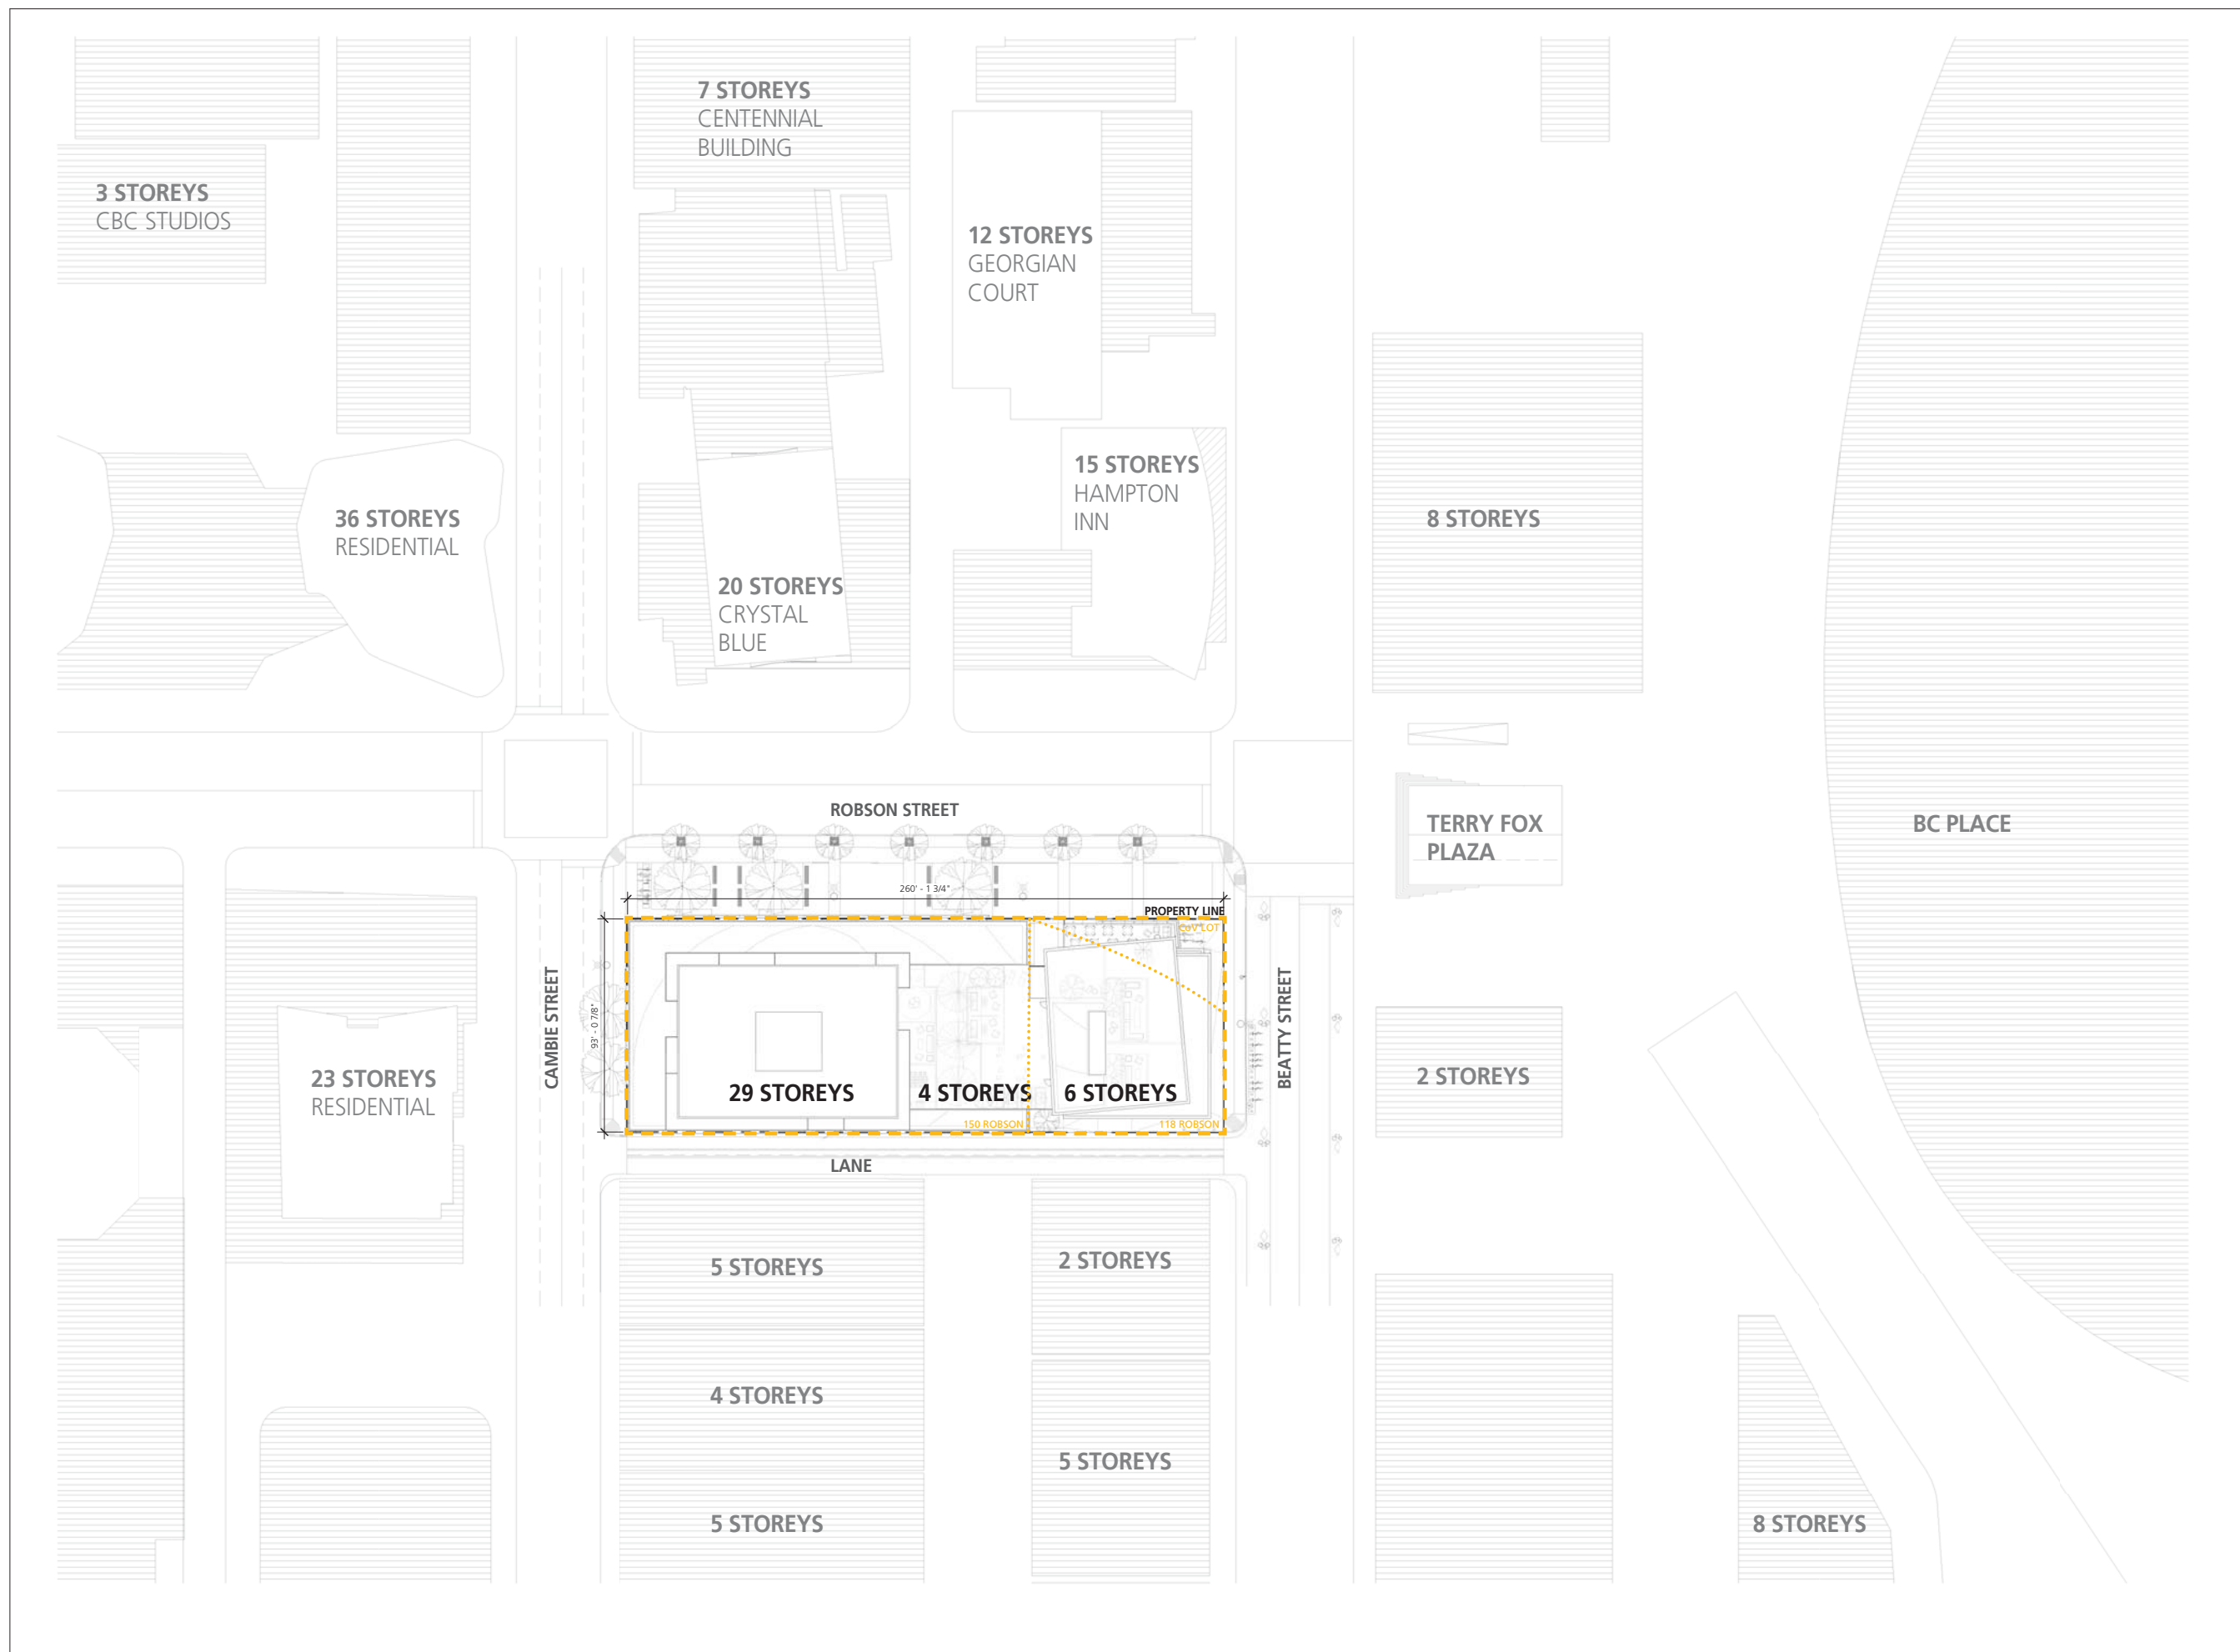 7 STOREYS
CENTENNIAL
BUILDING
3 STOREYS
CBC STUDIOS
12 STOREYS
GEORGIAN
COURT
15 STOREYS
HAMPTON
INN
36 STOREYS
RESIDENTIAL
8 STOREYS
20 STOREYS
CRYSTAL
BLUE
ROBSON STREET
TERRY FOX
PLAZA
BC PLACE
260' - 1 3/4"
PROPERTY LINE
CoV LOT
CAMBIE STREET
93' - 0 7/8"
BEATTY STREET
23 STOREYS
RESIDENTIAL
29 STOREYS
4 STOREYS
6 STOREYS
2 STOREYS
150 ROBSON
118 ROBSON
LANE
5 STOREYS
2 STOREYS
4 STOREYS
5 STOREYS
5 STOREYS
8 STOREYS